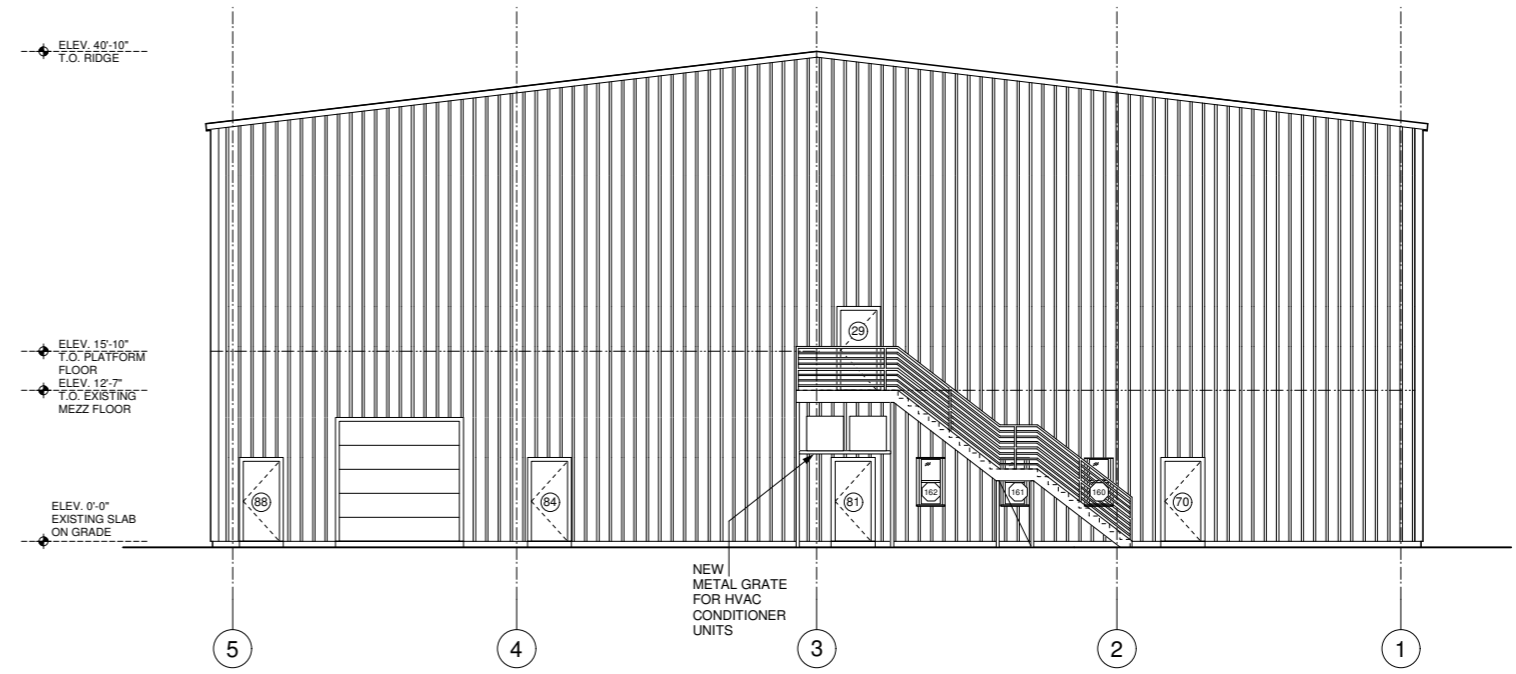 ELEV. 40'-10"
T.O. RIDGE
29
ELEV. 15'-10"
T.O. PLATFORM
FLOOR
ELEV. 12'-7"
T.O. EXISTING
MEZZ FLOOR
88
84
81
162
161
160
70
ELEV. 0'-0"
EXISTING SLAB
ON GRADE
NEW
METAL GRATE
FOR HVAC
CONDITIONER
UNITS
5
4
3
2
1